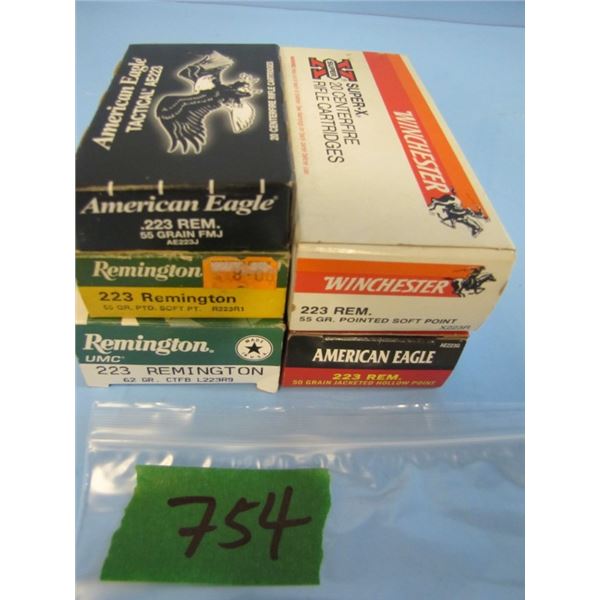 American Eagle
TACTICAL AE223
20 CENTERFIRE RIFLE CARTRIDGES
American Eagle
.223 REM.
55 GRAIN FMJ
AE223J
Remington
223 Remington
55 GR. PTD. SOFT PT. R223R1
Remington
UMC
223 REMINGTON
62 GR. CTFB L223R9
X
SUPER
SUPER-X
20 CENTERFIRE
RIFLE CARTRIDGES
WINCHESTER
WINCHESTER
223 REM.
55 GR. POINTED SOFT POINT
X223R
AE223G
AMERICAN EAGLE
223 REM.
50 GRAIN JACKETED HOLLOW POINT
754